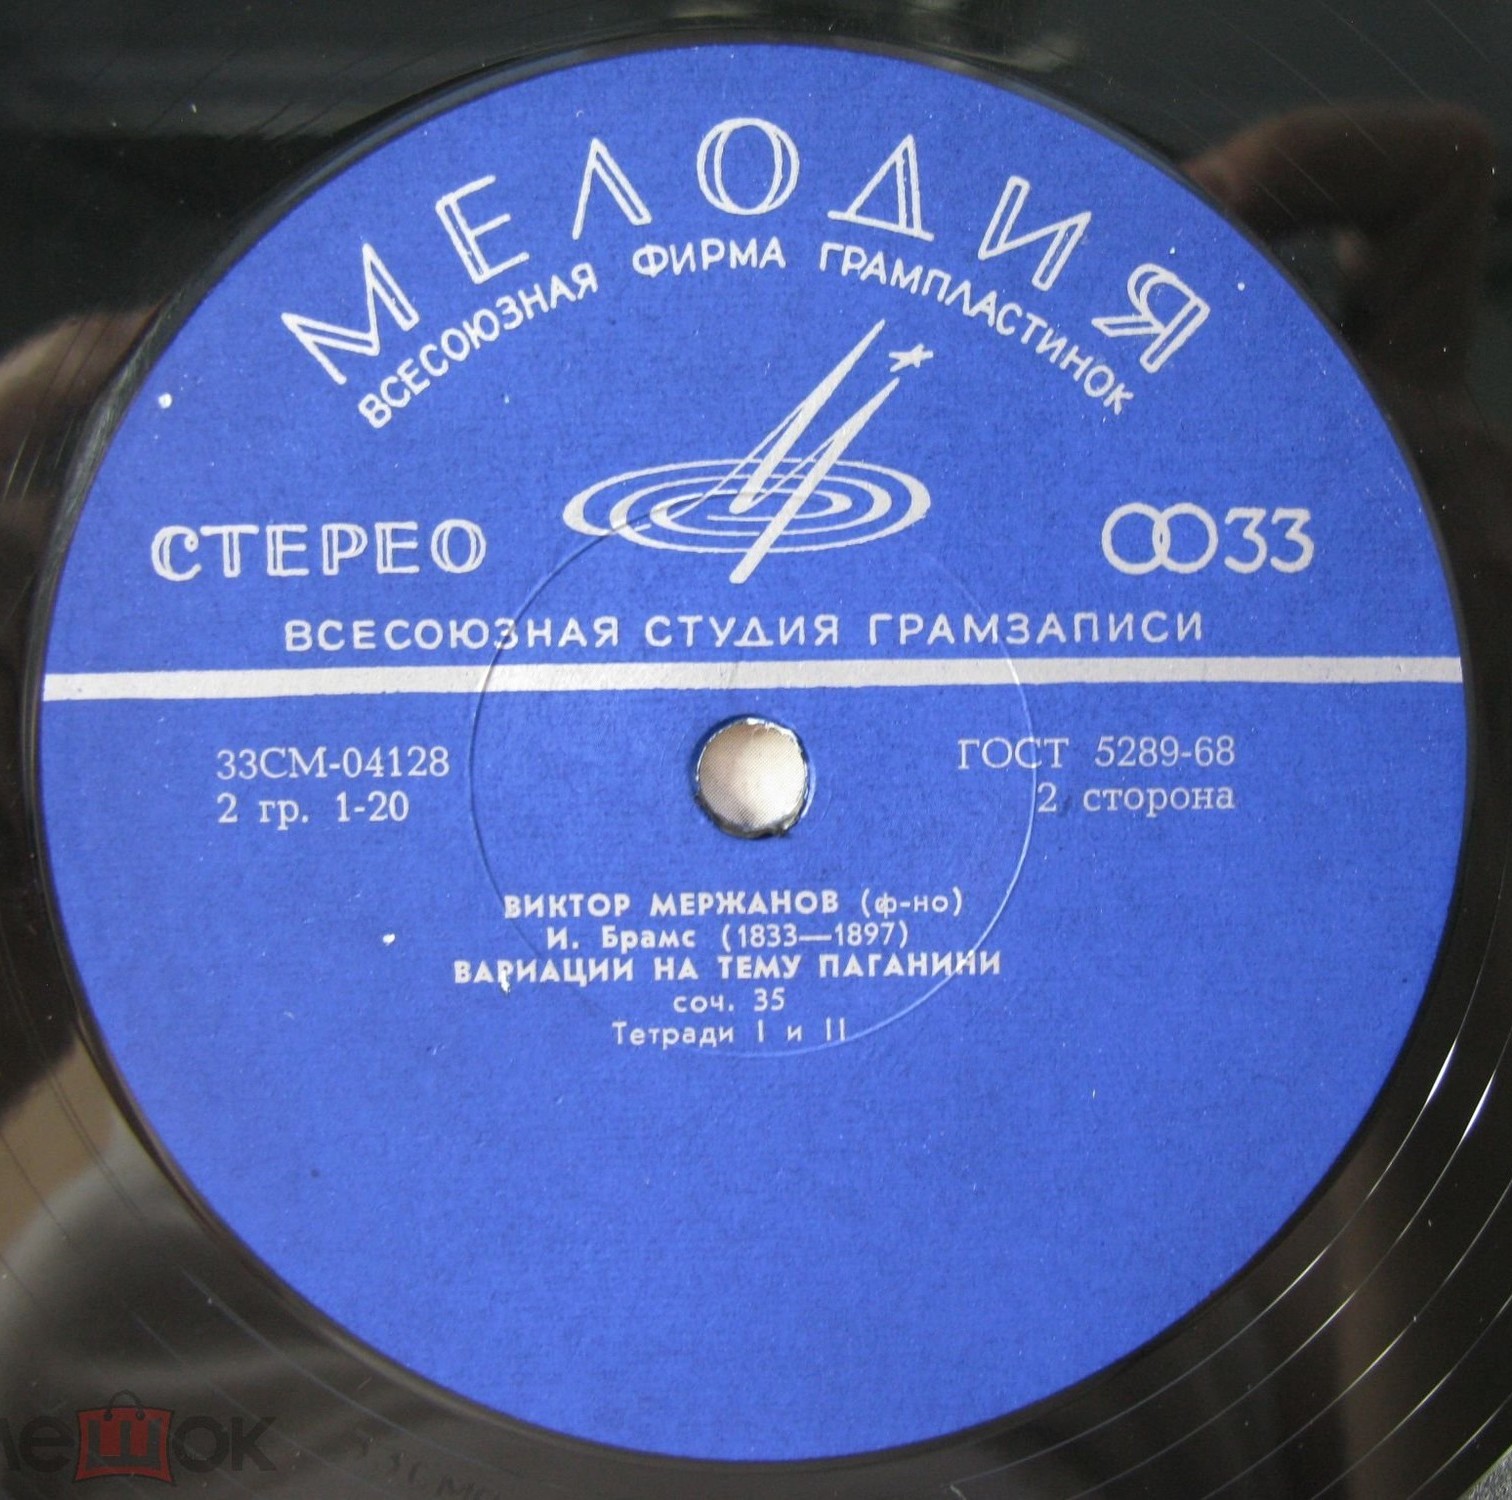 МЕЛОДИЯ
ВСЕСОЮЗНАЯ ФИРМА ГРАМПЛАСТИНОК
СТЕРЕО
33
ВСЕСОЮЗНАЯ СТУДИЯ ГРАМЗАПИСИ
33СМ-04128
ГОСТ 5289-68
2 гр. 1-20
2 сторона
ВИКТОР МЕРЖАНОВ (ф-но)
И. Брамс (1833—1897)
ВАРИАЦИИ НА ТЕМУ ПАГАНИНИ
соч. 35
Тетради I и II
мешок